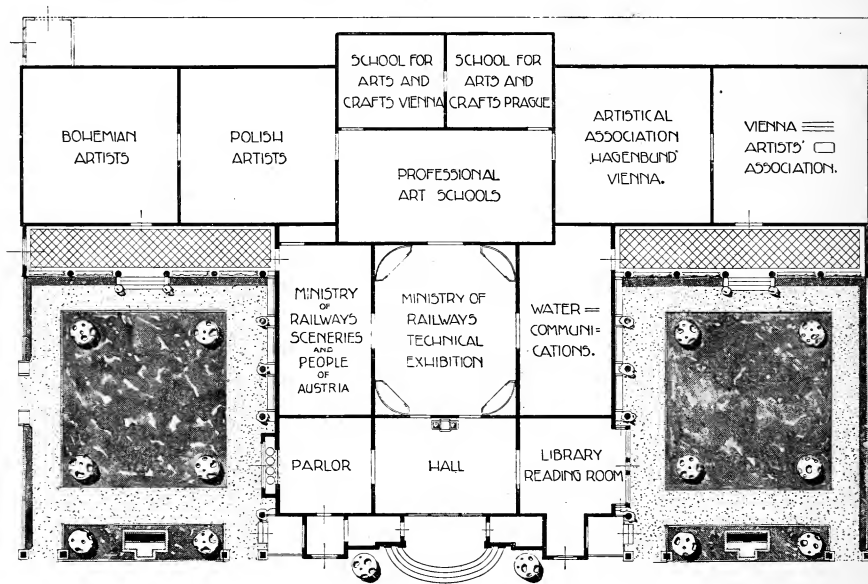 SCHOOL FOR
ARTS AND
CRAFTS VIENNA
SCHOOL FOR
ARTS AND
CRAFTS PRAGUE
BOHEMIAN
ARTISTS
POLISH
ARTISTS
PROFESSIONAL
ART SCHOOLS
ARTISTICAL
ASSOCIATION
„HAGENBUND”
VIENNA.
VIENNA
ARTISTS'
ASSOCIATION.
MINISTRY
OF
RAILWAYS
SCENERIES
AND
PEOPLE
OF
AUSTRIA
MINISTRY OF
RAILWAYS
TECHNICAL
EXHIBITION
WATER =
COMMUNI-
CATIONS.
PARLOR
HALL
LIBRARY
READING ROOM